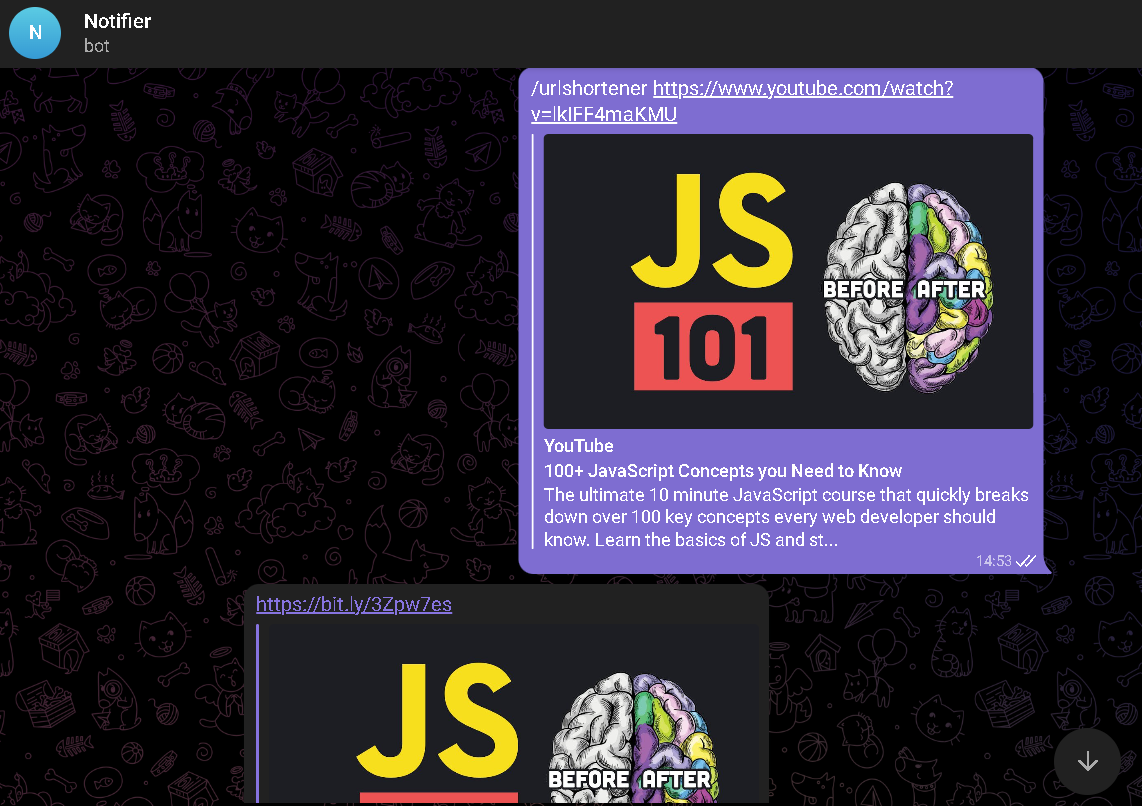 N
Notifier
bot
/urlshortener https://www.youtube.com/watch?
v=lkIFF4maKMU
JS
101
BEFORE AFTER
YouTube
100+ JavaScript Concepts you Need to Know
The ultimate 10 minute JavaScript course that quickly breaks
down over 100 key concepts every web developer should
know. Learn the basics of JS and st...
14:53
https://bit.ly/3Zpw7es
JS
BEFORE AFTER